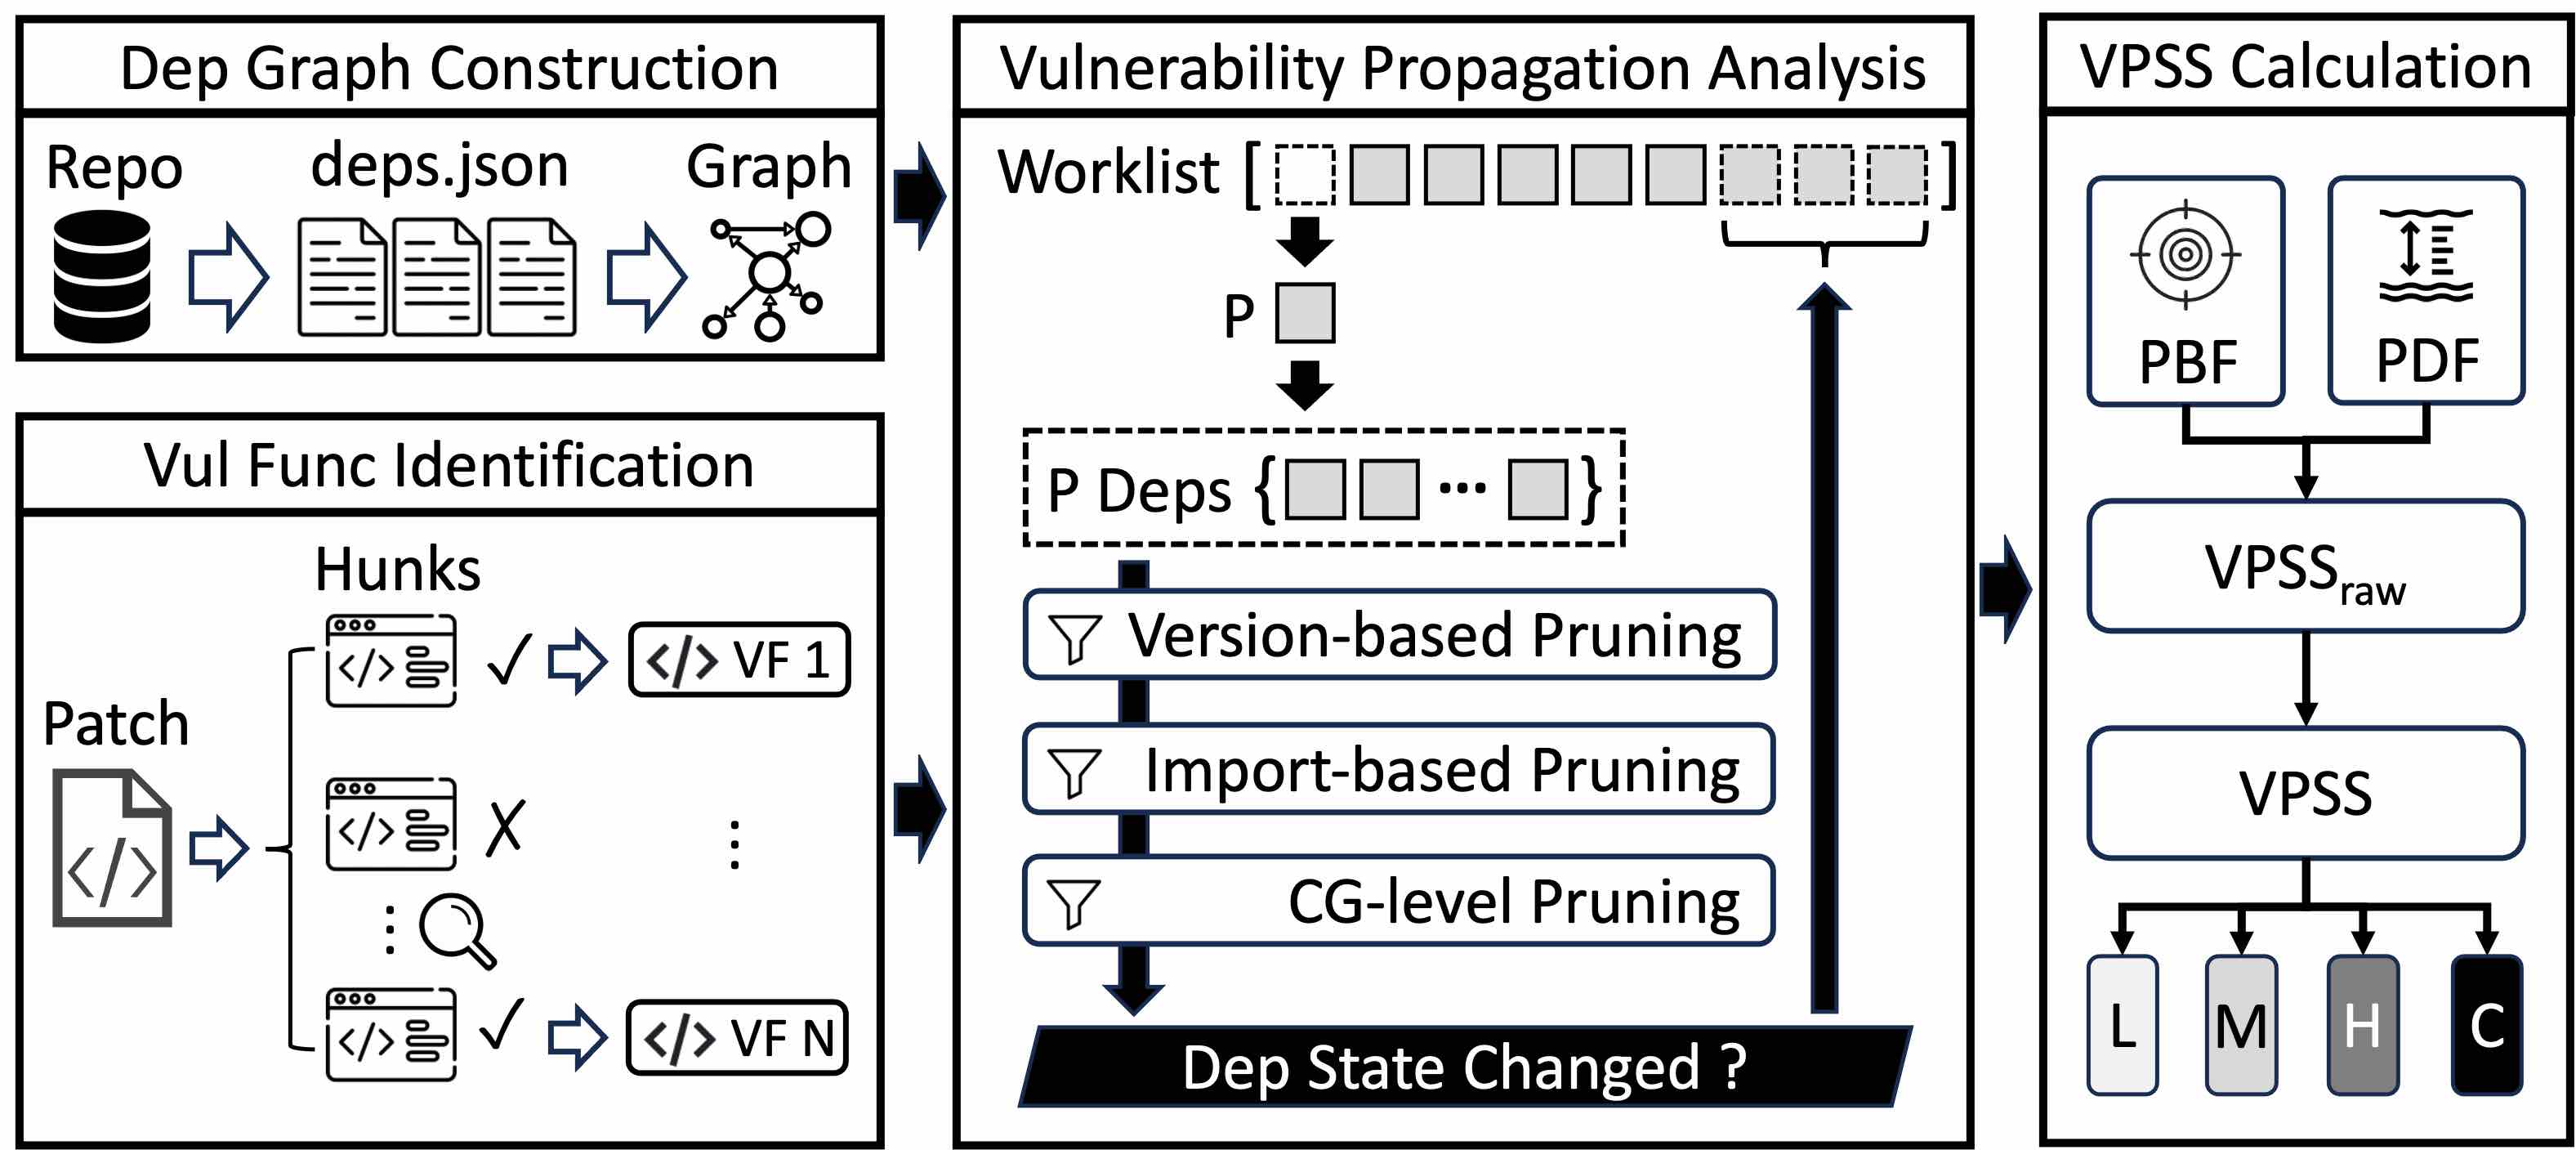 Dep Graph Construction
Repo
deps.json
Graph
Vul Func Identification
Hunks
Patch
</> VF 1
</> VF N
Vulnerability Propagation Analysis
Worklist [ ]
P
P Deps { ... }
Version-based Pruning
Import-based Pruning
CG-level Pruning
Dep State Changed ?
VPSS Calculation
PBF
PDF
VPSSraw
VPSS
L
M
H
C